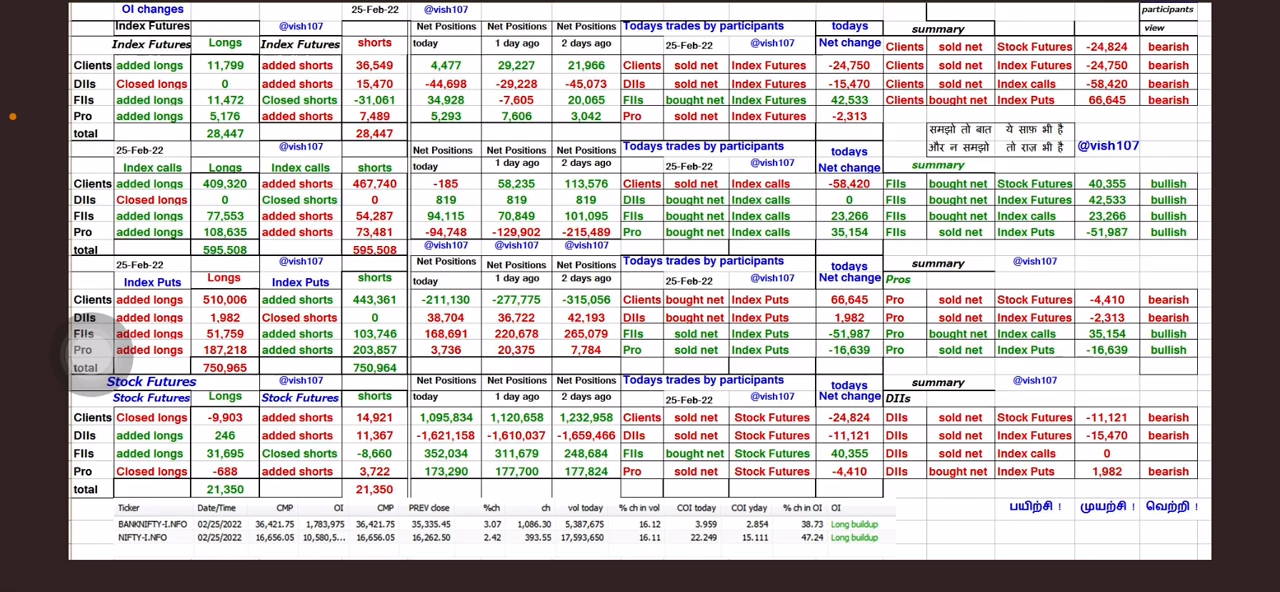 OI changes 25-Feb-22 @vish107 participants
Index Futures @vish107 Net Positions Net Positions Net Positions Todays trades by participants todays summary view
Index Futures Longs Index Futures shorts today 1 day ago 2 days ago 25-Feb-22 @vish107 Net change Clients sold net Stock Futures -24,824 bearish
Clients added longs 11,799 added shorts 36,549 4,477 29,227 21,966 Clients sold net Index Futures -24,750 Clients sold net Index Futures -24,750 bearish
DIIs Closed longs 0 added shorts 15,470 -44,698 -29,228 -45,073 DIIs sold net Index Futures -15,470 Clients sold net Index calls -58,420 bearish
FIIs added longs 11,472 Closed shorts -31,061 34,928 -7,605 20,065 FIIs bought net Index Futures 42,533 Clients bought net Index Puts 66,645 bearish
Pro added longs 5,176 added shorts 7,489 5,293 7,606 3,042 Pro sold net Index Futures -2,313
total 28,447 28,447 समझो तो बात ये साफ़ भी है
25-Feb-22 @vish107 Net Positions Net Positions Net Positions Todays trades by participants todays और न समझो तो राज़ भी है @vish107
Index calls Longs Index calls shorts today 1 day ago 2 days ago 25-Feb-22 @vish107 Net change summary
Clients added longs 409,320 added shorts 467,740 -185 58,235 113,576 Clients sold net Index calls -58,420 FIIs bought net Stock Futures 40,355 bullish
DIIs Closed longs 0 Closed shorts 0 819 819 819 DIIs bought net Index calls 0 FIIs bought net Index Futures 42,533 bullish
FIIs added longs 77,553 added shorts 54,287 94,115 70,849 101,095 FIIs bought net Index calls 23,266 FIIs bought net Index calls 23,266 bullish
Pro added longs 108,635 added shorts 73,481 -94,748 -129,902 -215,489 Pro bought net Index calls 35,154 FIIs sold net Index Puts -51,987 bullish
total 595,508 595,508 @vish107 @vish107 @vish107
25-Feb-22 @vish107 Net Positions Net Positions Net Positions Todays trades by participants todays summary @vish107
Index Puts Longs Index Puts shorts today 1 day ago 2 days ago 25-Feb-22 @vish107 Net change Pros
Clients added longs 510,006 added shorts 443,361 -211,130 -277,775 -315,056 Clients bought net Index Puts 66,645 Pro sold net Stock Futures -4,410 bearish
DIIs added longs 1,982 Closed shorts 0 38,704 36,722 42,193 DIIs bought net Index Puts 1,982 Pro sold net Index Futures -2,313 bearish
FIIs added longs 51,759 added shorts 103,746 168,691 220,678 265,079 FIIs sold net Index Puts -51,987 Pro bought net Index calls 35,154 bullish
Pro added longs 187,218 added shorts 203,857 3,736 20,375 7,784 Pro sold net Index Puts -16,639 Pro sold net Index Puts -16,639 bullish
total 750,965 750,964
Stock Futures @vish107 Net Positions Net Positions Net Positions Todays trades by participants todays summary @vish107
Stock Futures Longs Stock Futures shorts today 1 day ago 2 days ago 25-Feb-22 @vish107 Net change DIIs
Clients Closed longs -9,903 added shorts 14,921 1,095,834 1,120,658 1,232,958 Clients sold net Stock Futures -24,824 DIIs sold net Stock Futures -11,121 bearish
DIIs added longs 246 added shorts 11,367 -1,621,158 -1,610,037 -1,659,466 DIIs sold net Stock Futures -11,121 DIIs sold net Index Futures -15,470 bearish
FIIs added longs 31,695 Closed shorts -8,660 352,034 311,679 248,684 FIIs bought net Stock Futures 40,355 DIIs sold net Index calls 0
Pro Closed longs -688 added shorts 3,722 173,290 177,700 177,824 Pro sold net Stock Futures -4,410 DIIs bought net Index Puts 1,982 bearish
total 21,350 21,350
Ticker Date/Time CMP OI CMP PREV close %ch ch vol today % ch in vol COI today COI yday % ch in OI OI பயிற்சி ! முயற்சி ! வெற்றி !
BANKNIFTY-I.NFO 02/25/2022 36,421.75 1,783,975 36,421.75 35,335.45 3.07 1,086.30 5,387,675 16.12 3.959 2.854 38.73 Long buildup
NIFTY-I.NFO 02/25/2022 16,656.05 10,580,5... 16,656.05 16,262.50 2.42 393.55 17,593,650 16.11 22.249 15.111 47.24 Long buildup